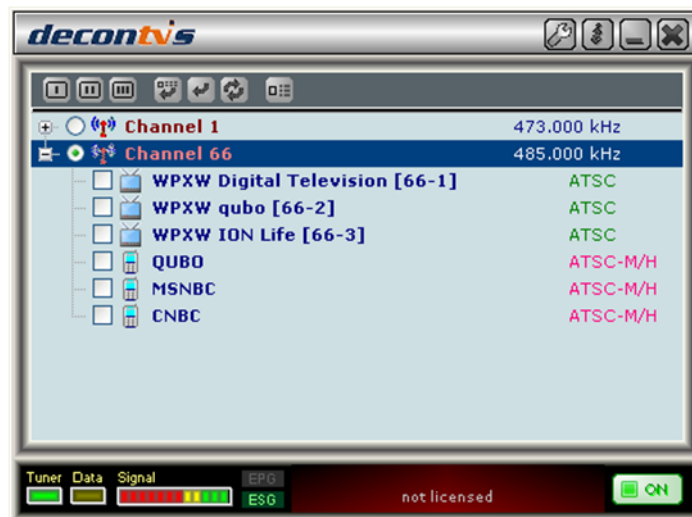 decontvis
Channel 1 473.000 kHz
Channel 66 485.000 kHz
WPXW Digital Television [66-1] ATSC
WPXW qubo [66-2] ATSC
WPXW ION Life [66-3] ATSC
QUBO ATSC-M/H
MSNBC ATSC-M/H
CNBC ATSC-M/H
Tuner Data Signal EPG
ESG not licensed ON